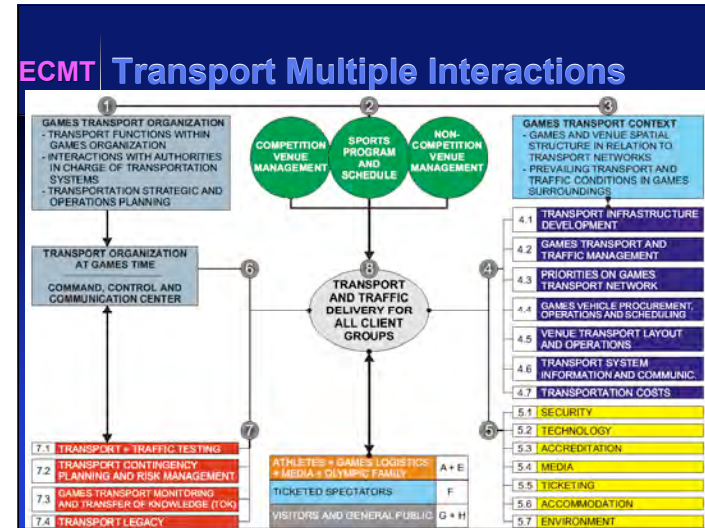 ECMT Transport Multiple Interactions
1
2
3
GAMES TRANSPORT ORGANIZATION
- TRANSPORT FUNCTIONS WITHIN
GAMES ORGANIZATION
- INTERACTIONS WITH AUTHORITIES
IN CHARGE OF TRANSPORTATION
SYSTEMS
- TRANSPORTATION STRATEGIC AND
OPERATIONS PLANNING
COMPETITION
VENUE
MANAGEMENT
SPORTS
PROGRAM
AND
SCHEDULE
NON-
COMPETITION
VENUE
MANAGEMENT
GAMES TRANSPORT CONTEXT
- GAMES AND VENUE SPATIAL
STRUCTURE IN RELATION TO
TRANSPORT NETWORKS
- PREVAILING TRANSPORT AND
TRAFFIC CONDITIONS IN GAMES
SURROUNDINGS
TRANSPORT ORGANIZATION
AT GAMES TIME
COMMAND, CONTROL AND
COMMUNICATION CENTER
6
8
TRANSPORT
AND TRAFFIC
DELIVERY FOR
ALL CLIENT
GROUPS
4
4.1 TRANSPORT INFRASTRUCTURE
DEVELOPMENT
4.2 GAMES TRANSPORT AND
TRAFFIC MANAGEMENT
4.3 PRIORITIES ON GAMES
TRANSPORT NETWORK
4.4 GAMES VEHICLE PROCUREMENT,
OPERATIONS AND SCHEDULING
4.5 VENUE TRANSPORT LAYOUT
AND OPERATIONS
4.6 TRANSPORT SYSTEM
INFORMATION AND COMMUNIC.
4.7 TRANSPORTATION COSTS
5
5.1 SECURITY
5.2 TECHNOLOGY
5.3 ACCREDITATION
5.4 MEDIA
5.5 TICKETING
5.6 ACCOMMODATION
5.7 ENVIRONMENT
7
7.1 TRANSPORT + TRAFFIC TESTING
7.2 TRANSPORT CONTINGENCY
PLANNING AND RISK MANAGEMENT
7.3 GAMES TRANSPORT MONITORING
AND TRANSFER OF KNOWLEDGE (TOK)
7.4 TRANSPORT LEGACY
ATHLETES + GAMES LOGISTICS
+ MEDIA + OLYMPIC FAMILY A + E
TICKETED SPECTATORS F
VISITORS AND GENERAL PUBLIC G + H